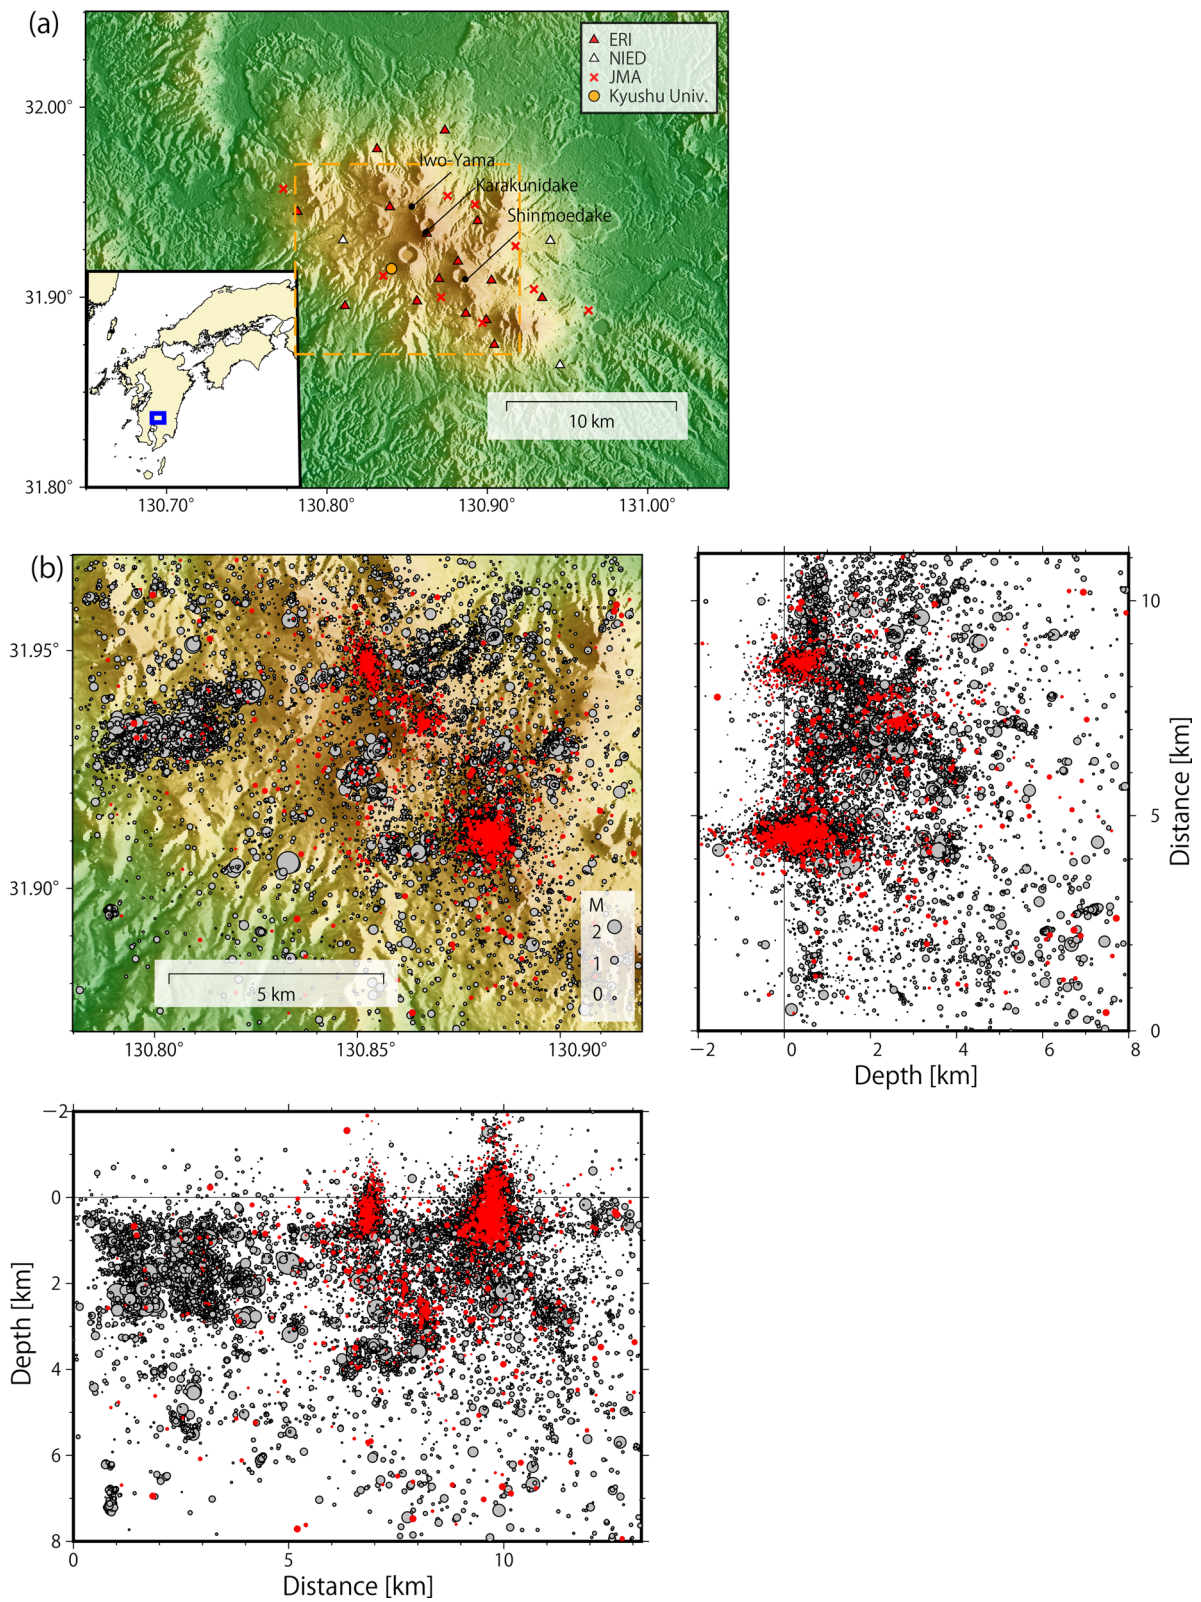 (a)
ERI
NIED
JMA
Kyushu Univ.
32.00°
Iwo-Yama
Karakunidake
Shinmoedake
31.90°
10 km
31.80°
130.70° 130.80° 130.90° 131.00°
(b)
31.95°
31.90°
M
2
1
0
5 km
130.80° 130.85° 130.90°
10
5
0
Distance [km]
−2 0 2 4 6 8
Depth [km]
−2
0
2
4
6
8
Depth [km]
0 5 10
Distance [km]